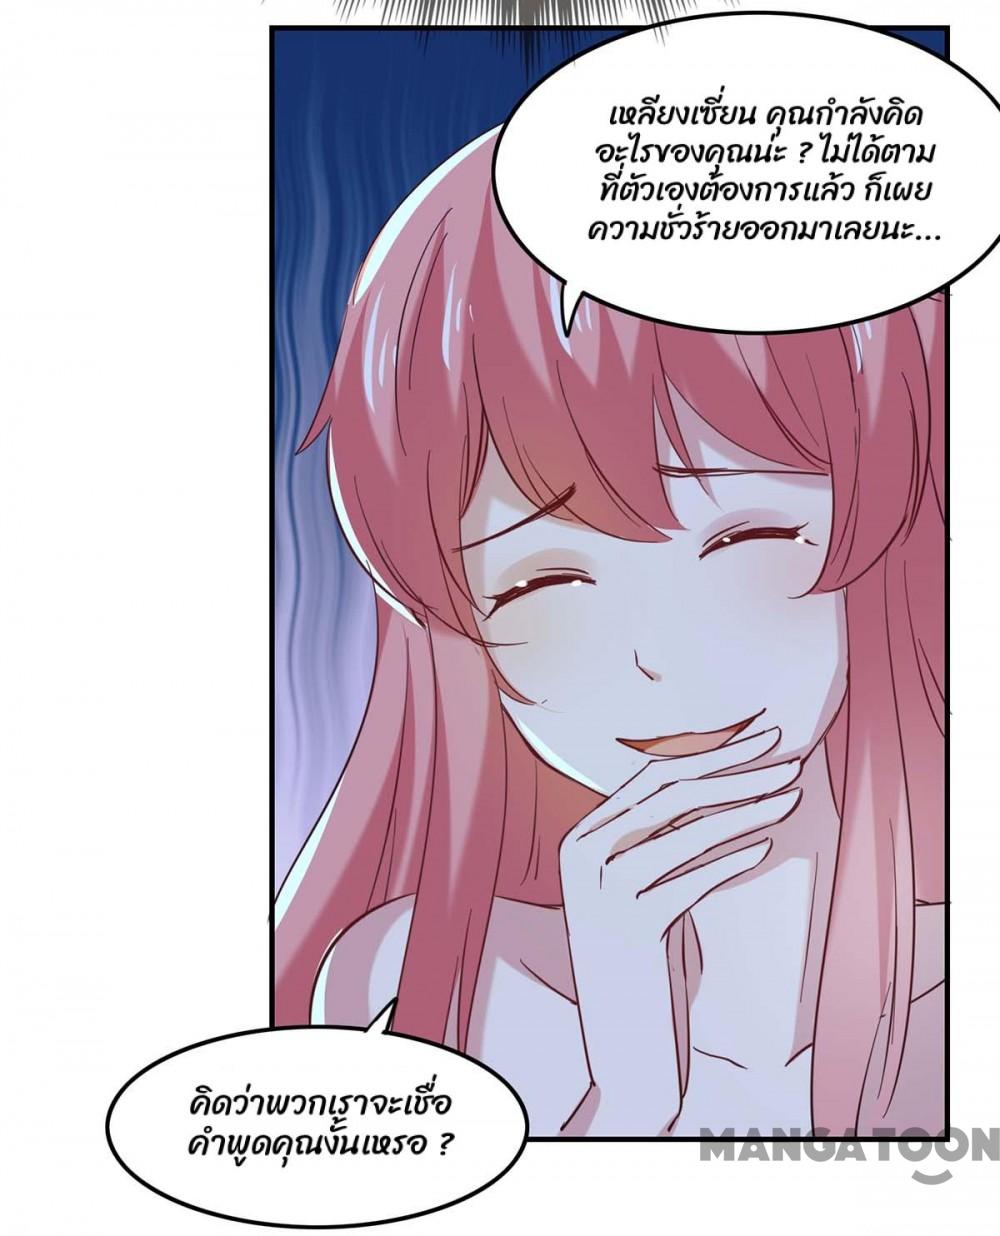 เหลียงเซี่ยน คุณกำลังคิด
อะไรของคุณน่ะ ? ไม่ได้ตาม
ที่ตัวเองต้องการแล้ว ก็เผย
ความชั่วร้ายออกมาเลยนะ...
คิดว่าพวกเราจะเชื่อ
คำพูดคุณงั้นเหรอ ?
MANGATOON